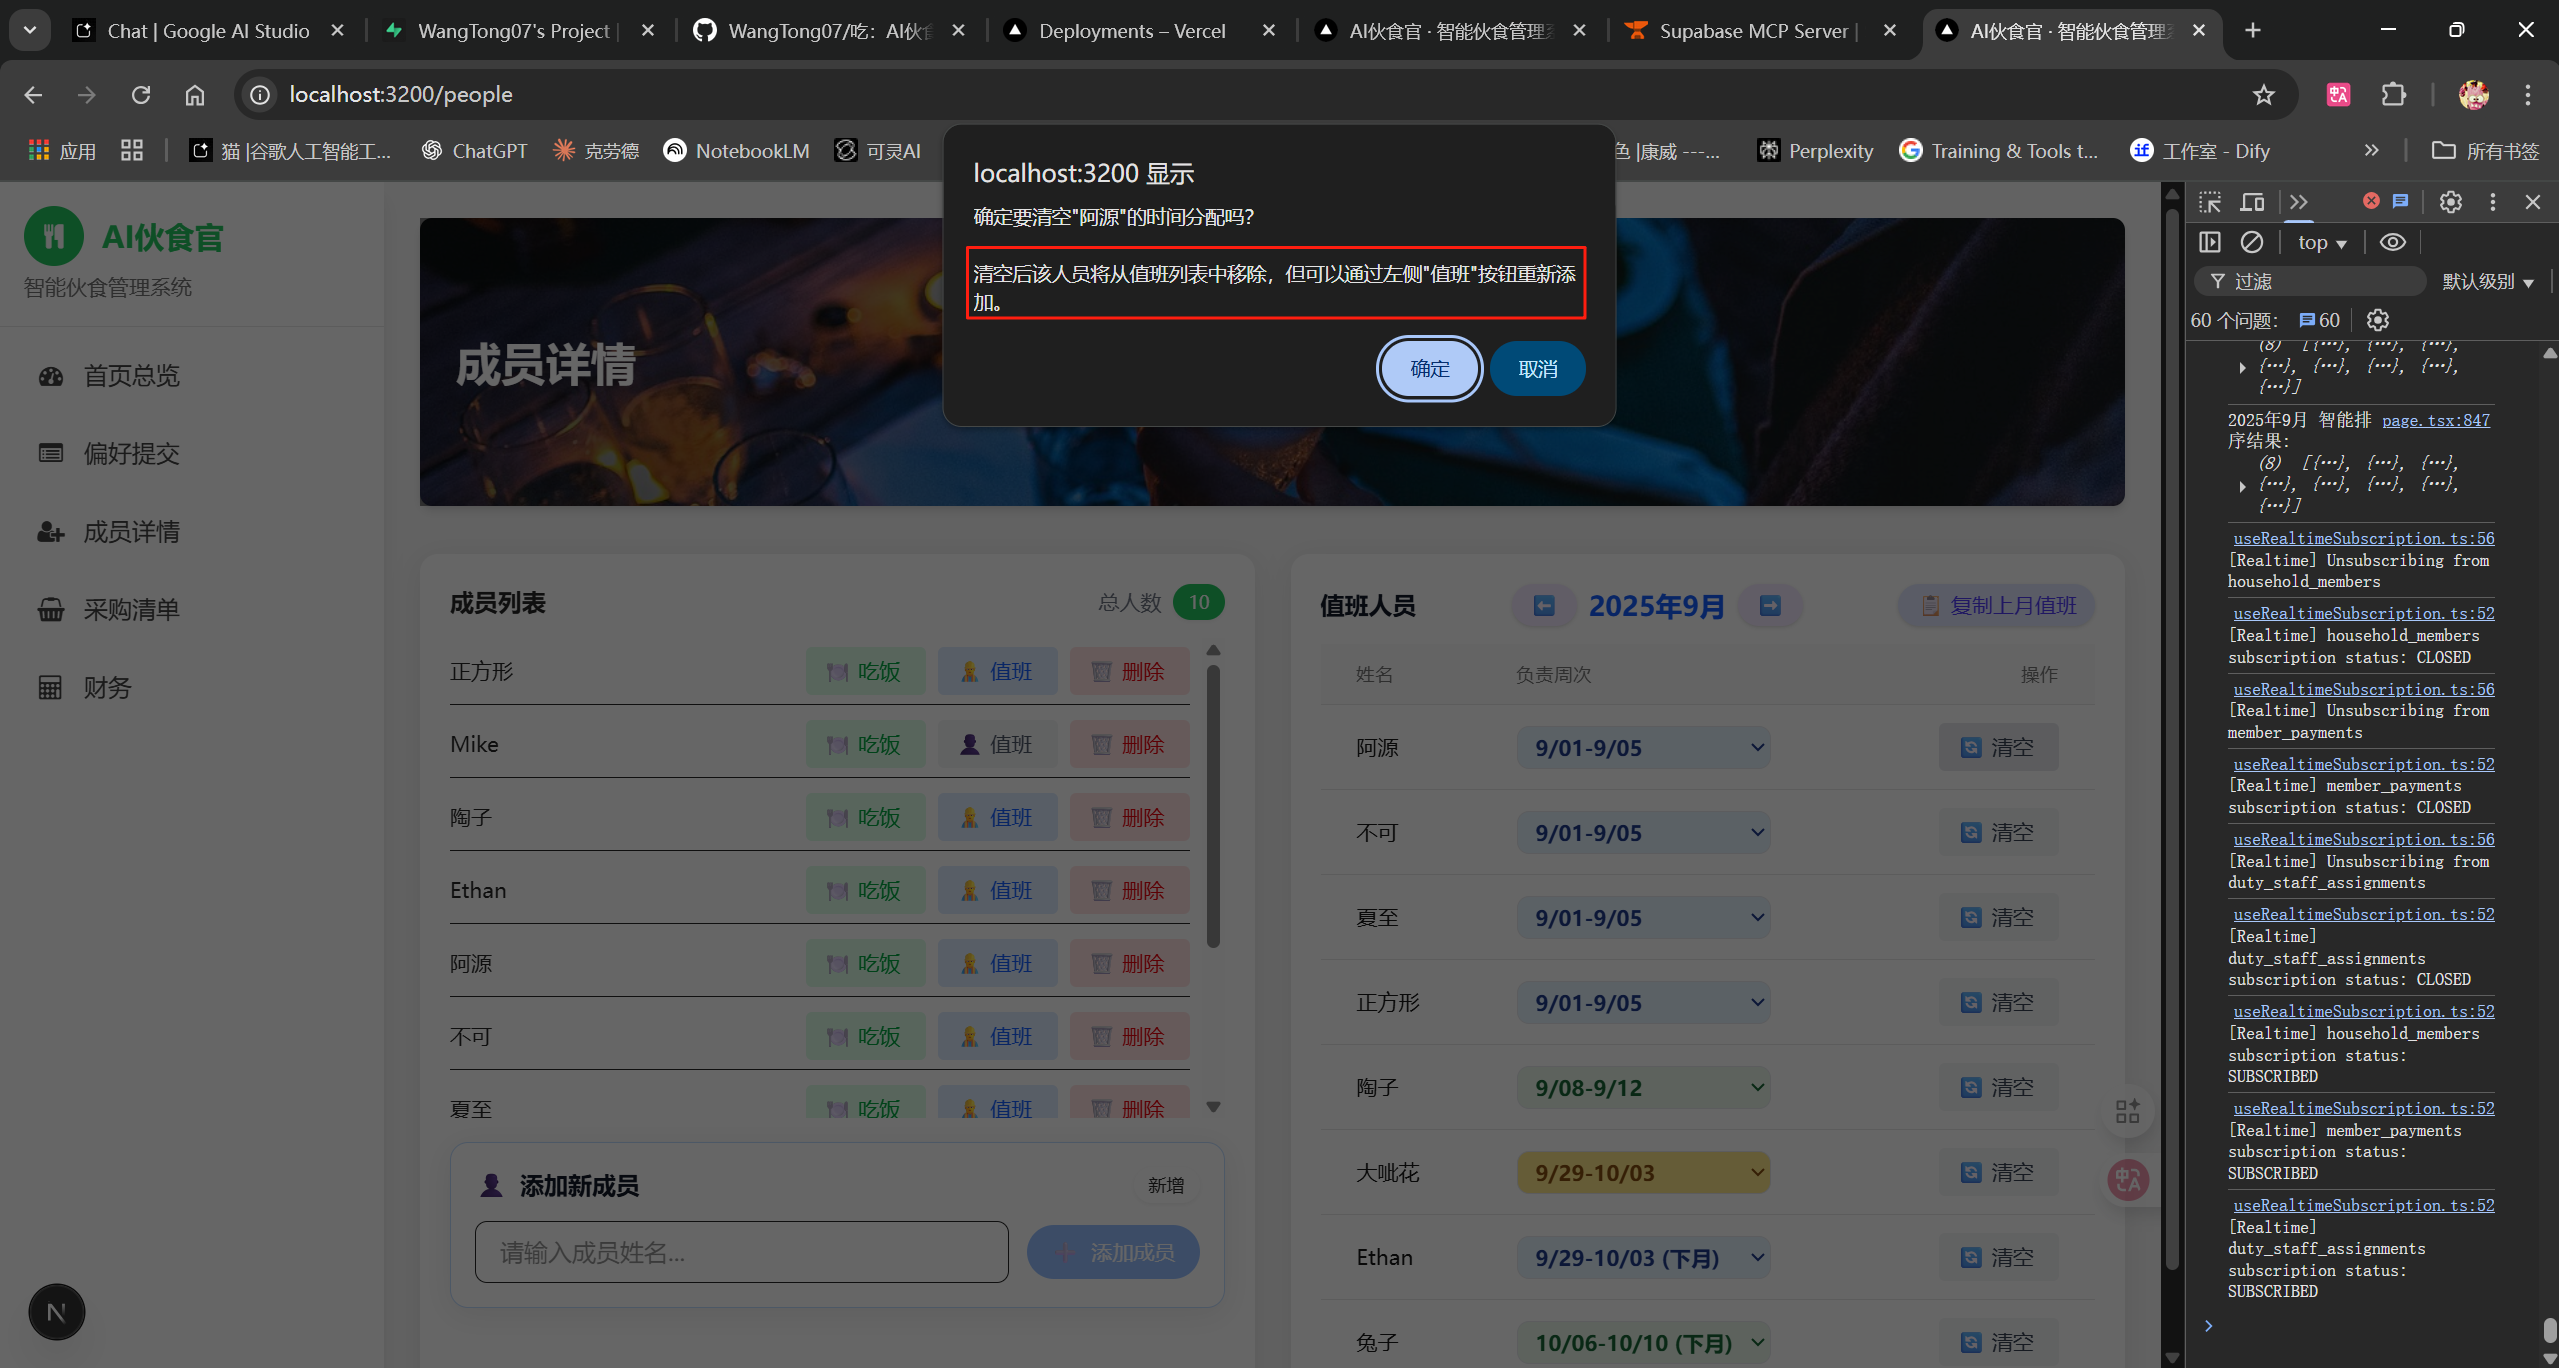 Chat | Google AI Studio
WangTong07's Project |
WangTong07/吃：AI伙食
Deployments – Vercel
AI伙食官 · 智能伙食管理系
Supabase MCP Server |
AI伙食官 · 智能伙食管理系
localhost:3200/people
应用
猫 |谷歌人工智能工...
ChatGPT
克劳德
NotebookLM
可灵AI
色 |康威 ---...
Perplexity
Training & Tools t...
工作室 - Dify
所有书签
localhost:3200 显示
确定要清空"阿源"的时间分配吗？
清空后该人员将从值班列表中移除，但可以通过左侧"值班"按钮重新添
加。
确定
取消
AI伙食官
智能伙食管理系统
首页总览
偏好提交
成员详情
采购清单
财务
N
成员详情
成员列表
总人数 10
正方形 吃饭 值班 删除
Mike 吃饭 值班 删除
陶子 吃饭 值班 删除
Ethan 吃饭 值班 删除
阿源 吃饭 值班 删除
不可 吃饭 值班 删除
夏至 吃饭 值班 删除
添加新成员
新增
请输入成员姓名...
添加成员
值班人员
2025年9月
复制上月值班
姓名 负责周次 操作
阿源 9/01-9/05 清空
不可 9/01-9/05 清空
夏至 9/01-9/05 清空
正方形 9/01-9/05 清空
陶子 9/08-9/12 清空
大呲花 9/29-10/03 清空
Ethan 9/29-10/03 (下月) 清空
兔子 10/06-10/10 (下月) 清空
top
过滤
默认级别
60 个问题： 60
(8) [{…}, {…}, {…},
{…}, {…}, {…}, {…},
{…}]
2025年9月 智能排 page.tsx:847
序结果:
(8) [{…}, {…}, {…},
{…}, {…}, {…}, {…},
{…}]
useRealtimeSubscription.ts:56
[Realtime] Unsubscribing from
household_members
useRealtimeSubscription.ts:52
[Realtime] household_members
subscription status: CLOSED
useRealtimeSubscription.ts:56
[Realtime] Unsubscribing from
member_payments
useRealtimeSubscription.ts:52
[Realtime] member_payments
subscription status: CLOSED
useRealtimeSubscription.ts:56
[Realtime] Unsubscribing from
duty_staff_assignments
useRealtimeSubscription.ts:52
[Realtime]
duty_staff_assignments
subscription status: CLOSED
useRealtimeSubscription.ts:52
[Realtime] household_members
subscription status:
SUBSCRIBED
useRealtimeSubscription.ts:52
[Realtime] member_payments
subscription status:
SUBSCRIBED
useRealtimeSubscription.ts:52
[Realtime]
duty_staff_assignments
subscription status:
SUBSCRIBED